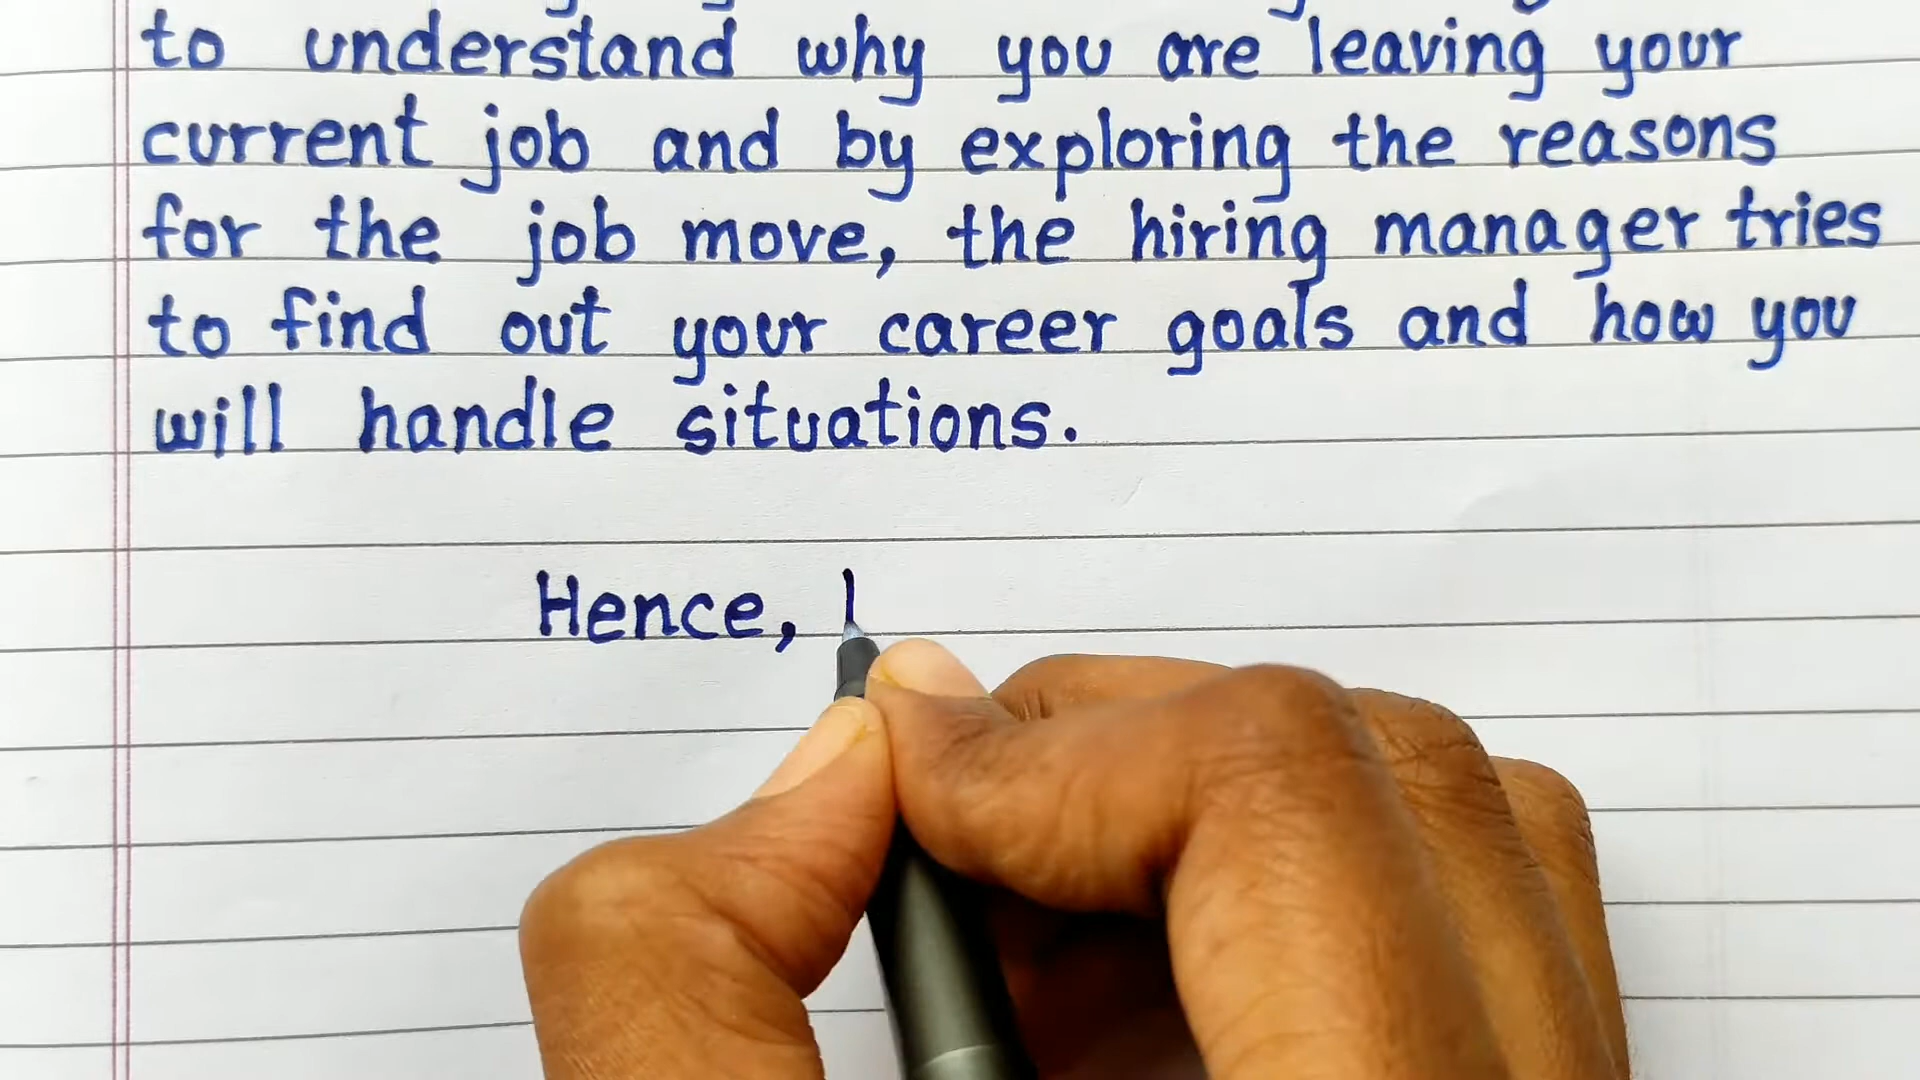 to understand why you are leaving your
current job and by exploring the reasons
for the job move, the hiring manager tries
to find out your career goals and how you
will handle situations.
Hence,